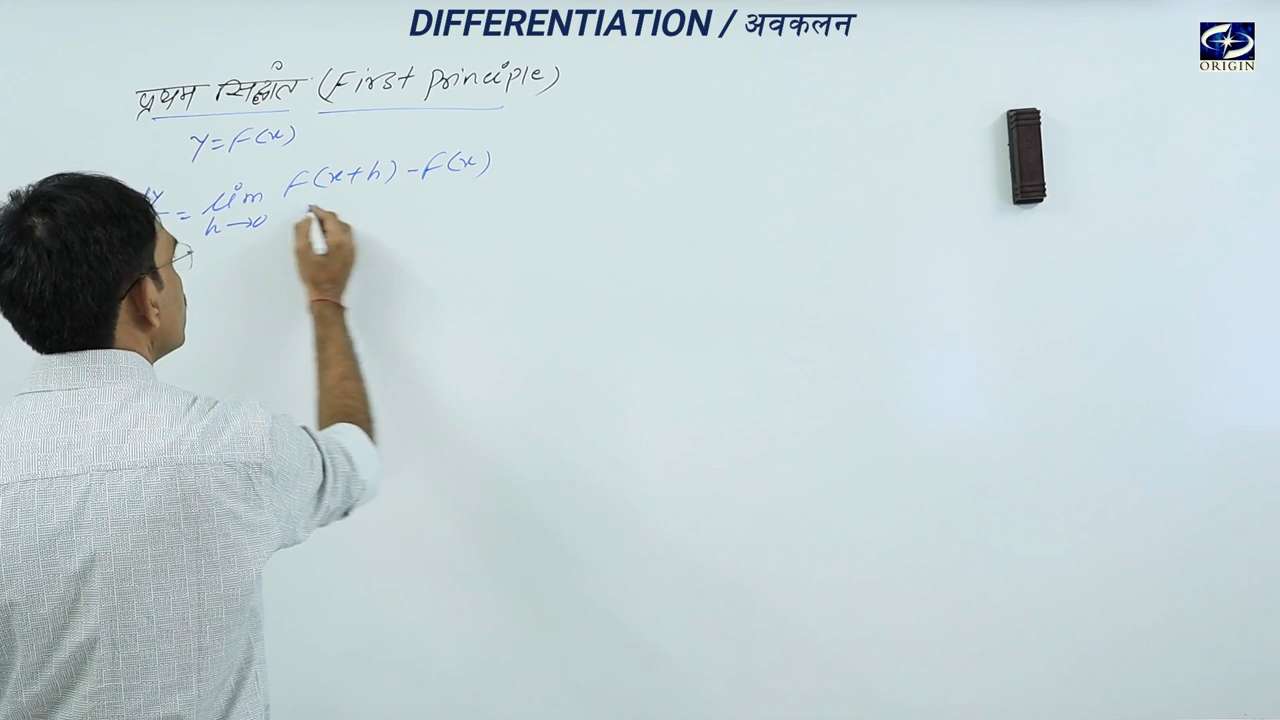 DIFFERENTIATION / अवकलन
ORIGIN
प्रथम सिद्धांत (First principle)
y=f(x)
= lim f(x+h) - f(x)
h→0